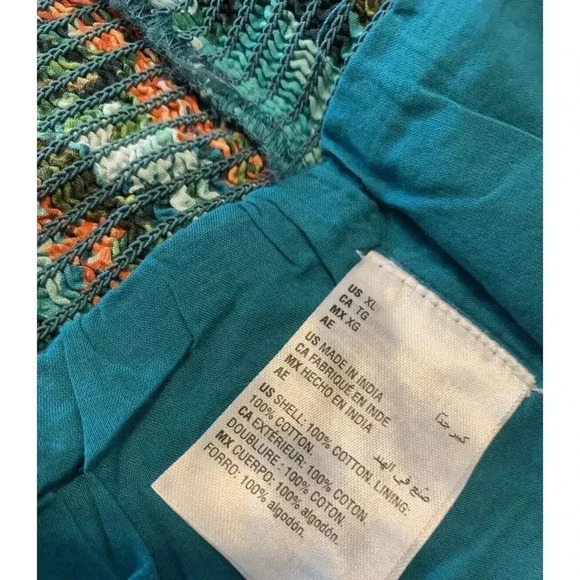 US XL
CA TG
MX XG
AE كبير جدًا
US MADE IN INDIA
CA FABRIQUÉ EN INDE
MX HECHO EN INDIA
AE صنع في الهند
US SHELL: 100% COTTON. LINING:
100% COTTON.
CA EXTÉRIEUR: 100% COTON.
DOUBLURE: 100% COTON.
MX CUERPO: 100% algodón.
FORRO: 100% algodón.